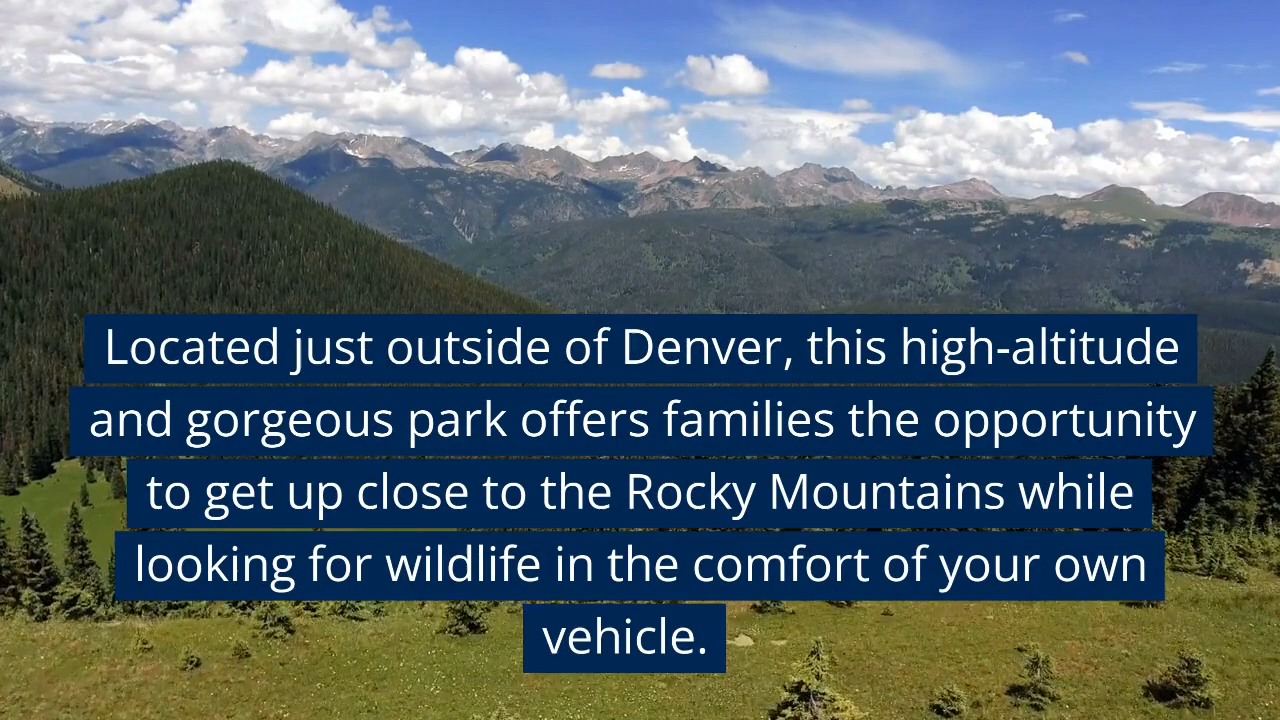 Located just outside of Denver, this high-altitude
and gorgeous park offers families the opportunity
to get up close to the Rocky Mountains while
looking for wildlife in the comfort of your own
vehicle.